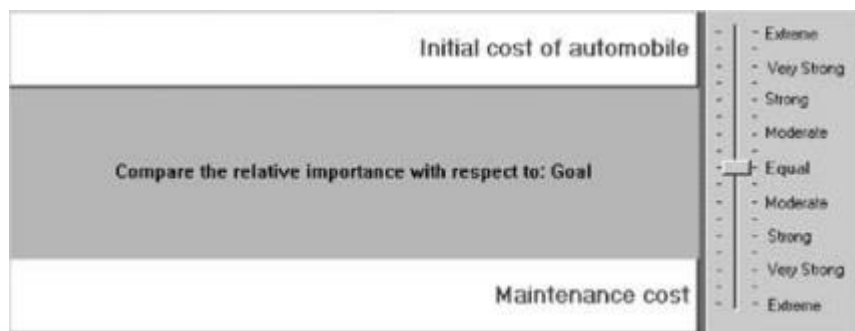 Initial cost of automobile
Compare the relative importance with respect to: Goal
Maintenance cost
Extreme
Very Strong
Strong
Moderate
Equal
Moderate
Strong
Very Strong
Extreme